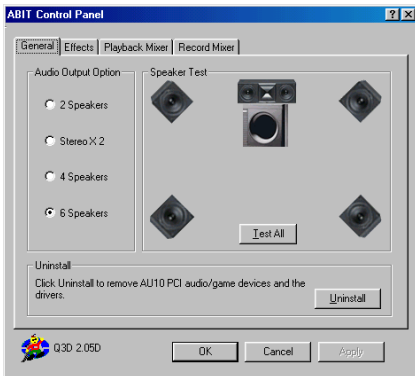 ABIT Control Panel
General Effects Playback Mixer Record Mixer
Audio Output Option
2 Speakers
Stereo X 2
4 Speakers
6 Speakers
Speaker Test
Test All
Uninstall
Click Uninstall to remove AU10 PCI audio/game devices and the
drivers.
Uninstall
Q3D 2.05D
OK Cancel Apply